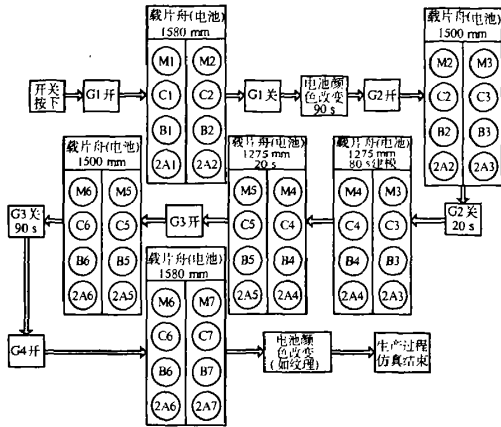 开关
按下
G1开
载片舟(电池)
1580 mm
M1 M2
C1 C2
B1 B2
2A1 2A2
G1关
电池颜
色改变
90 s
G2开
载片舟(电池)
1500 mm
M2 M3
C2 C3
B2 B3
2A2 2A3
G2关
20 s
载片舟(电池)
1275 mm
80 s建模
M4 M3
C4 C3
B4 B3
2A4 2A3
载片舟(电池)
1275 mm
20 s
M5 M4
C5 C4
B5 B4
2A5 2A4
G3开
载片舟(电池)
1500 mm
M6 M5
C6 C5
B6 B5
2A6 2A5
G3关
90 s
G4开
载片舟(电池)
1580 mm
M6 M7
C6 C7
B6 B7
2A6 2A7
电池颜
色改变
(如纹理)
生产过程
仿真结束